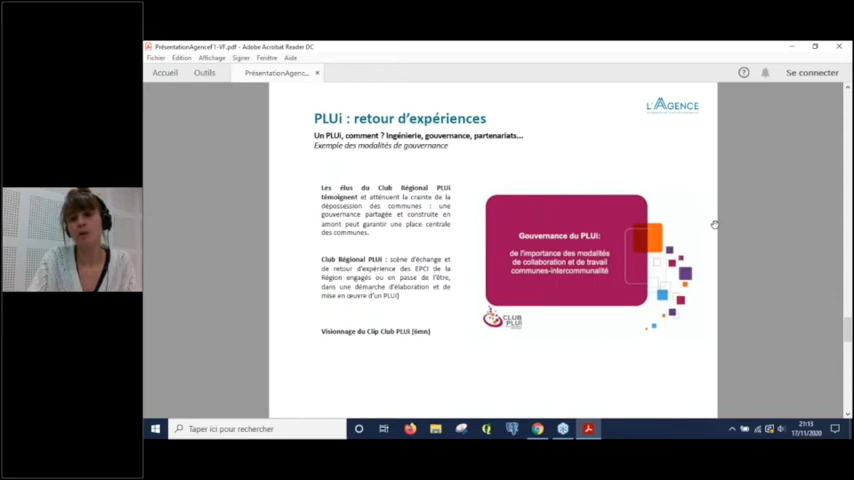 PrésentationAgenceF1-VF.pdf - Adobe Acrobat Reader DC
Fichier Edition Affichage Signer Fenêtre Aide
Accueil Outils PrésentationAgenc... × Se connecter
L'AGENCE
PLUi : retour d'expériences
Un PLUi, comment ? Ingénierie, gouvernance, partenariats...
Exemple des modalités de gouvernance
Les élus du Club Régional PLUi
témoignent et atténuent la crainte de la
dépossession des communes : une
gouvernance partagée et construite en
amont peut garantir une place centrale
des communes.
Club Régional PLUi : scène d'échange et
de retour d'expérience des EPCI de la
Région engagés ou en passe de l'être,
dans une démarche d'élaboration et de
mise en œuvre d'un PLUi)
Visionnage du Clip Club PLUi (6mn)
Gouvernance du PLUi:
de l'importance des modalités
de collaboration et de travail
communes-intercommunalité
CLUB
PLUi
Taper ici pour rechercher
21:13
17/11/2020